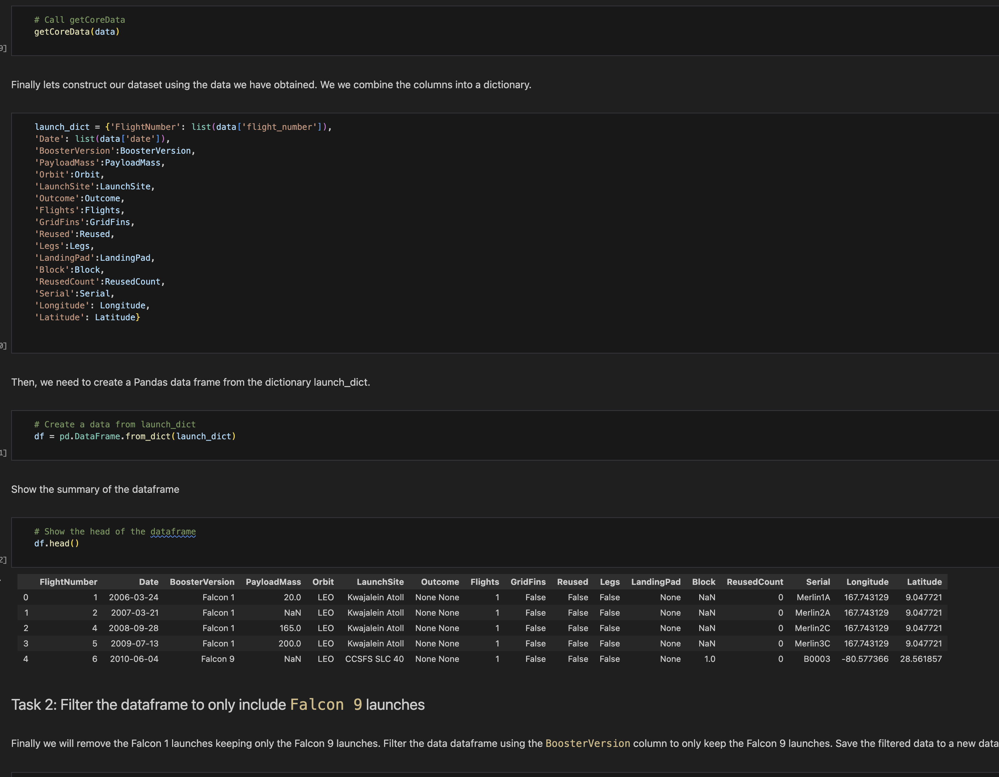 # Call getCoreData
getCoreData(data)
9]
Finally lets construct our dataset using the data we have obtained. We we combine the columns into a dictionary.
launch_dict = {'FlightNumber': list(data['flight_number']),
'Date': list(data['date']),
'BoosterVersion':BoosterVersion,
'PayloadMass':PayloadMass,
'Orbit':Orbit,
'LaunchSite':LaunchSite,
'Outcome':Outcome,
'Flights':Flights,
'GridFins':GridFins,
'Reused':Reused,
'Legs':Legs,
'LandingPad':LandingPad,
'Block':Block,
'ReusedCount':ReusedCount,
'Serial':Serial,
'Longitude': Longitude,
'Latitude': Latitude}
0]
Then, we need to create a Pandas data frame from the dictionary launch_dict.
# Create a data from launch_dict
df = pd.DataFrame.from_dict(launch_dict)
1]
Show the summary of the dataframe
# Show the head of the dataframe
df.head()
2]
FlightNumber Date BoosterVersion PayloadMass Orbit LaunchSite Outcome Flights GridFins Reused Legs LandingPad Block ReusedCount Serial Longitude Latitude
0 1 2006-03-24 Falcon 1 20.0 LEO Kwajalein Atoll None None 1 False False False None NaN 0 Merlin1A 167.743129 9.047721
1 2 2007-03-21 Falcon 1 NaN LEO Kwajalein Atoll None None 1 False False False None NaN 0 Merlin2A 167.743129 9.047721
2 4 2008-09-28 Falcon 1 165.0 LEO Kwajalein Atoll None None 1 False False False None NaN 0 Merlin2C 167.743129 9.047721
3 5 2009-07-13 Falcon 1 200.0 LEO Kwajalein Atoll None None 1 False False False None NaN 0 Merlin3C 167.743129 9.047721
4 6 2010-06-04 Falcon 9 NaN LEO CCSFS SLC 40 None None 1 False False False None 1.0 0 B0003 -80.577366 28.561857
Task 2: Filter the dataframe to only include Falcon 9 launches
Finally we will remove the Falcon 1 launches keeping only the Falcon 9 launches. Filter the data dataframe using the BoosterVersion column to only keep the Falcon 9 launches. Save the filtered data to a new data